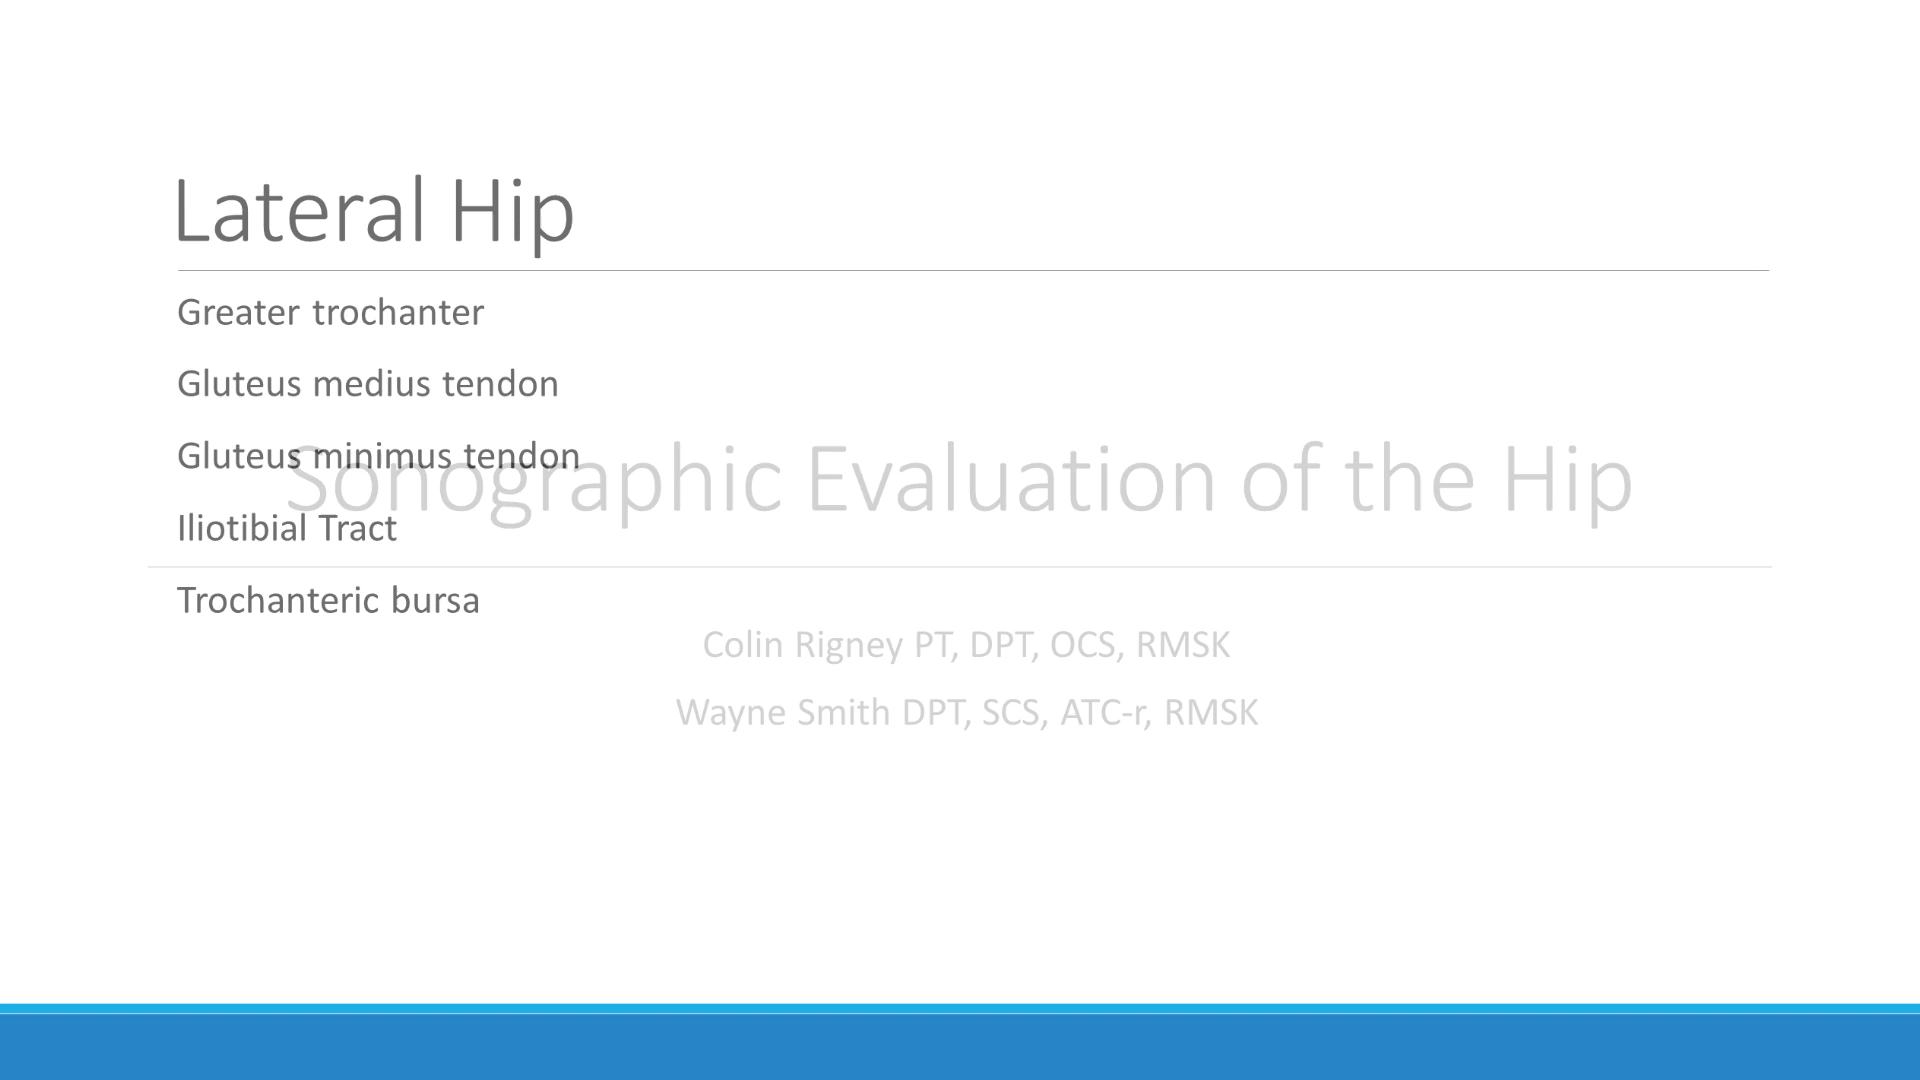 Lateral Hip
Greater trochanter
Gluteus medius tendon
Gluteus minimus tendon
Sonographic Evaluation of the Hip
Iliotibial Tract
Trochanteric bursa
Colin Rigney PT, DPT, OCS, RMSK
Wayne Smith DPT, SCS, ATC-r, RMSK